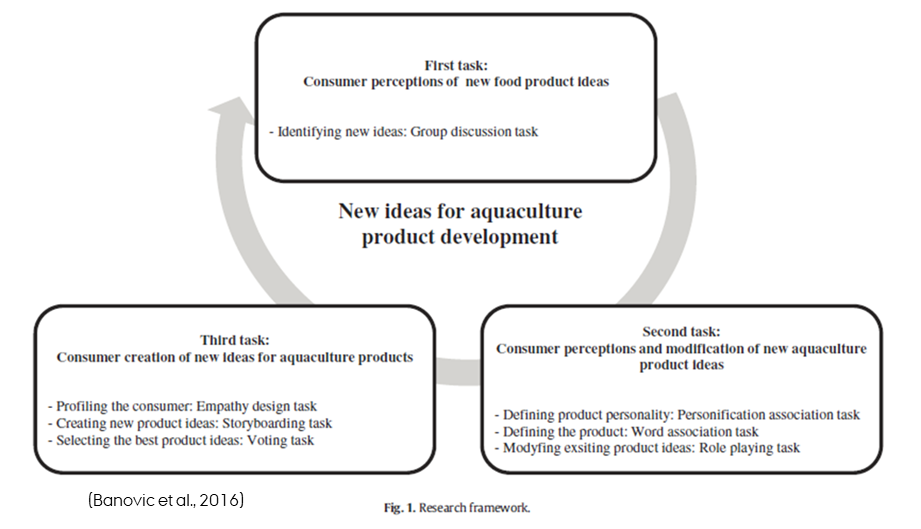 First task:
Consumer perceptions of new food product ideas
- Identifying new ideas: Group discussion task
New ideas for aquaculture
product development
Third task:
Consumer creation of new ideas for aquaculture products
- Profiling the consumer: Empathy design task
- Creating new product ideas: Storyboarding task
- Selecting the best product ideas: Voting task
Second task:
Consumer perceptions and modification of new aquaculture
product ideas
- Defining product personality: Personification association task
- Defining the product: Word association task
- Modyfing exsiting product ideas: Role playing task
(Banovic et al., 2016)
Fig. 1. Research framework.